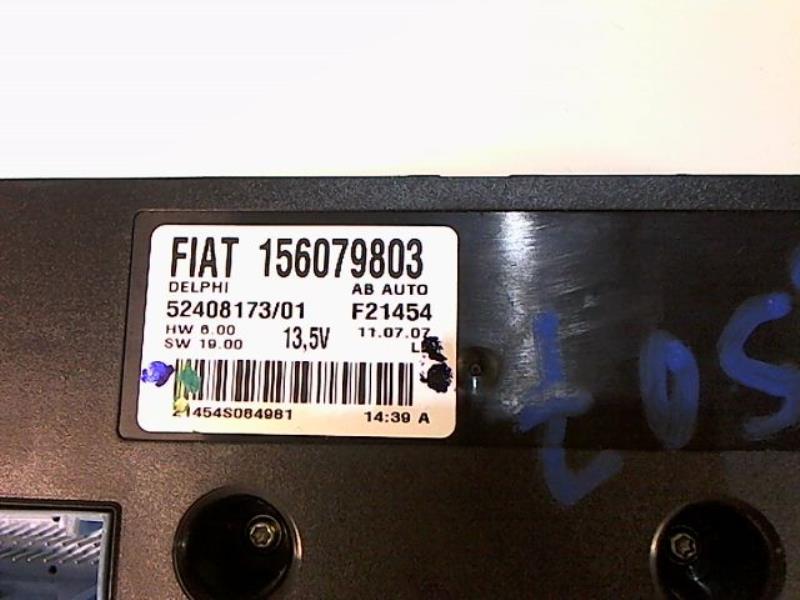 FIAT 156079803
DELPHI AB AUTO
52408173/01 F21454
HW 6.00 13,5V 11.07.07
SW 19.00
21454S084981 14:39 A